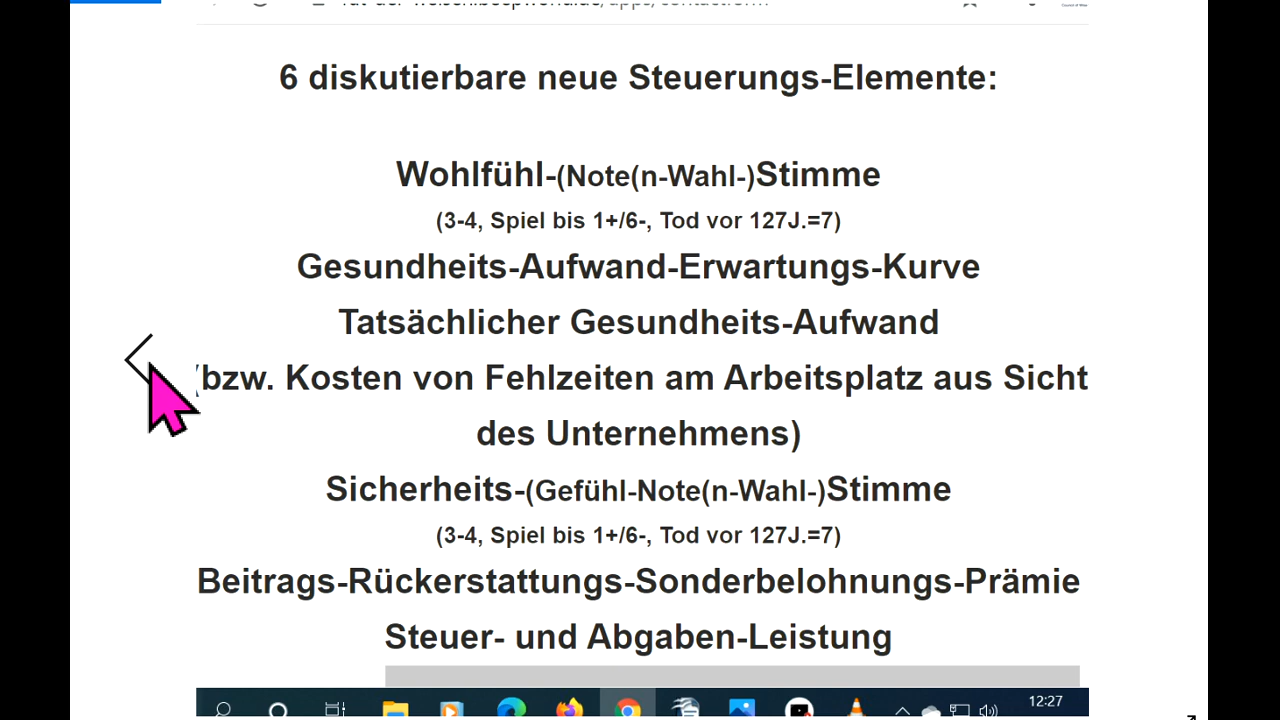 6 diskutierbare neue Steuerungs-Elemente:
Wohlfühl-(Note(n-Wahl-)Stimme
(3-4, Spiel bis 1+/6-, Tod vor 127J.=7)
Gesundheits-Aufwand-Erwartungs-Kurve
Tatsächlicher Gesundheits-Aufwand
(bzw. Kosten von Fehlzeiten am Arbeitsplatz aus Sicht
des Unternehmens)
Sicherheits-(Gefühl-Note(n-Wahl-)Stimme
(3-4, Spiel bis 1+/6-, Tod vor 127J.=7)
Beitrags-Rückerstattungs-Sonderbelohnungs-Prämie
Steuer- und Abgaben-Leistung
12:27